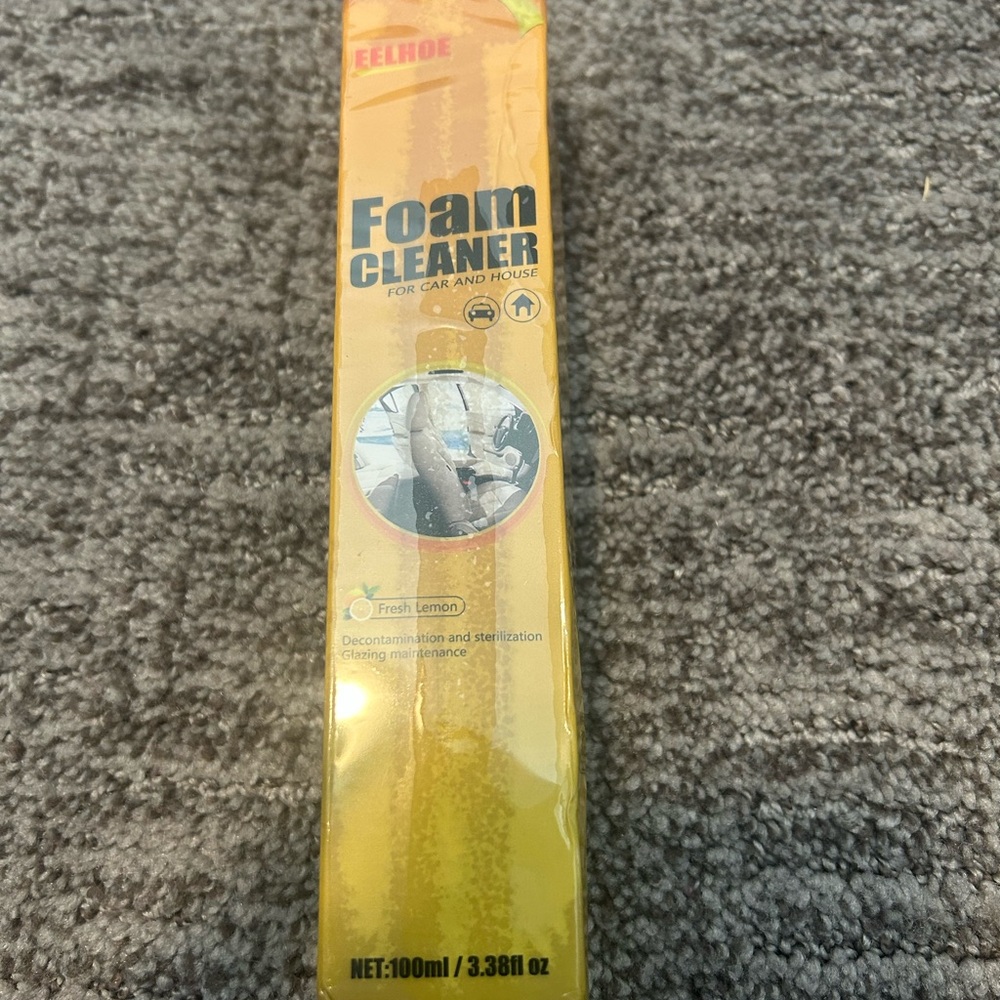 EELHOE
Foam
CLEANER
FOR CAR AND HOUSE
Fresh Lemon
Decontamination and sterilization
Glazing maintenance
NET:100ml / 3.38fl oz